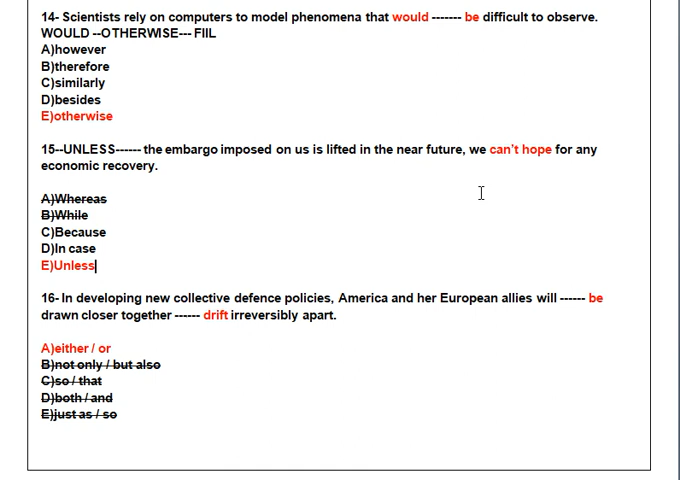 14- Scientists rely on computers to model phenomena that would ------- be difficult to observe.
WOULD --OTHERWISE--- FIIL
A)however
B)therefore
C)similarly
D)besides
E)otherwise
15--UNLESS------ the embargo imposed on us is lifted in the near future, we can't hope for any
economic recovery.
A)Whereas
B)While
C)Because
D)In case
E)Unless
16- In developing new collective defence policies, America and her European allies will ------ be
drawn closer together ------ drift irreversibly apart.
A)either / or
B)not only / but also
C)so / that
D)both / and
E)just as / so